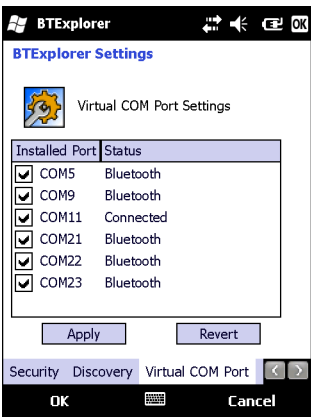 BTExplorer OK
BTExplorer Settings
Virtual COM Port Settings
Installed Port Status
COM5 Bluetooth
COM9 Bluetooth
COM11 Connected
COM21 Bluetooth
COM22 Bluetooth
COM23 Bluetooth
Apply Revert
Security Discovery Virtual COM Port
OK Cancel